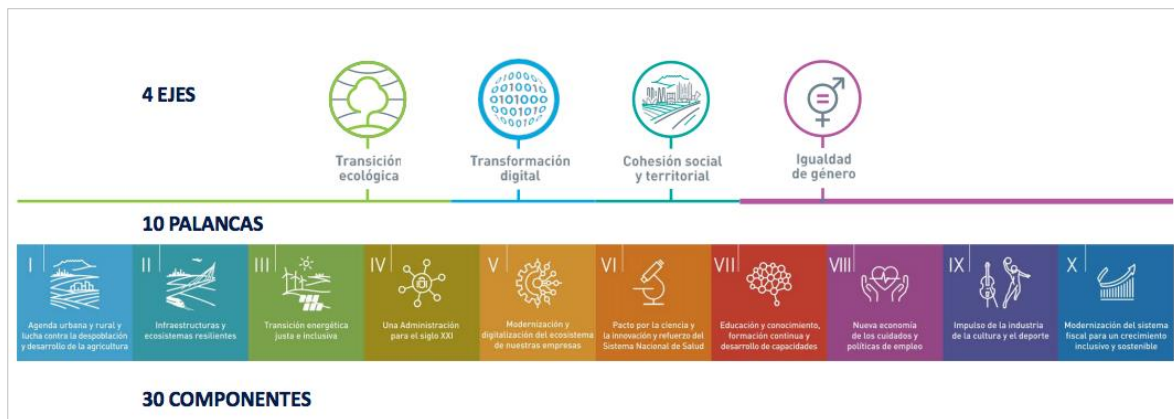 4 EJES
Transición
ecológica
Transformación
digital
Cohesión social
y territorial
Igualdad
de género
10 PALANCAS
I
Agenda urbana y rural y
lucha contra la despoblación
y desarrollo de la agricultura
II
Infraestructuras y
ecosistemas resilientes
III
Transición energética
justa e inclusiva
IV
Una Administración
para el siglo XXI
V
Modernización y
digitalización del ecosistema
de nuestras empresas
VI
Pacto por la ciencia y
la innovación y refuerzo del
Sistema Nacional de Salud
VII
Educación y conocimiento,
formación continua y
desarrollo de capacidades
VIII
Nueva economía
de los cuidados y
políticas de empleo
IX
Impulso de la industria
de la cultura y el deporte
X
Modernización del sistema
fiscal para un crecimiento
inclusivo y sostenible
30 COMPONENTES